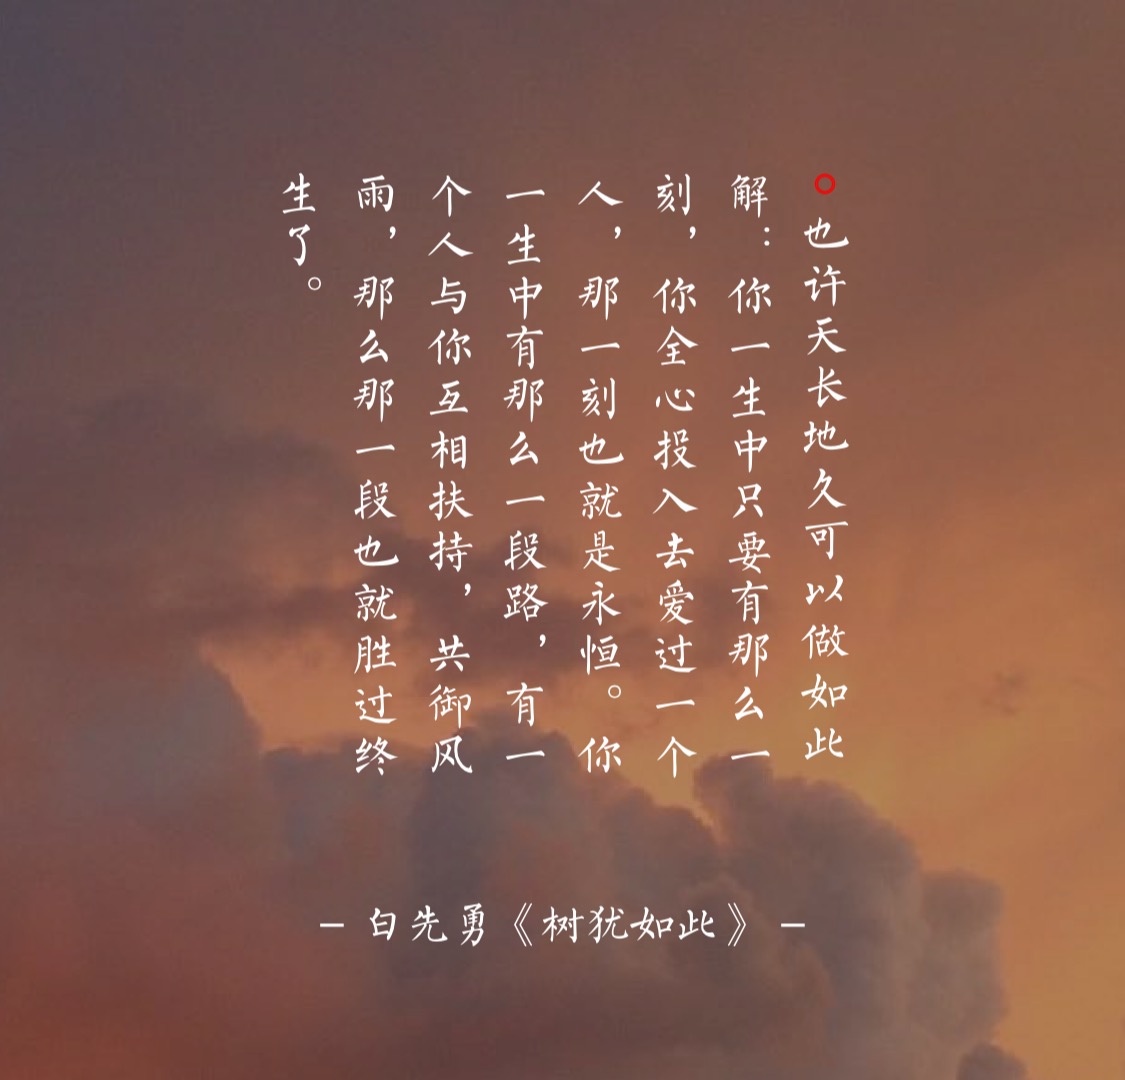 也许天长地久可以做如此
解：你一生中只要有那么一
刻，你全心投入去爱过一个
人，那一刻也就是永恒。你
一生中有那么一段路，有一
个人与你互相扶持，共御风
雨，那么那一段也就胜过终
生了。
– 白先勇《树犹如此》 –